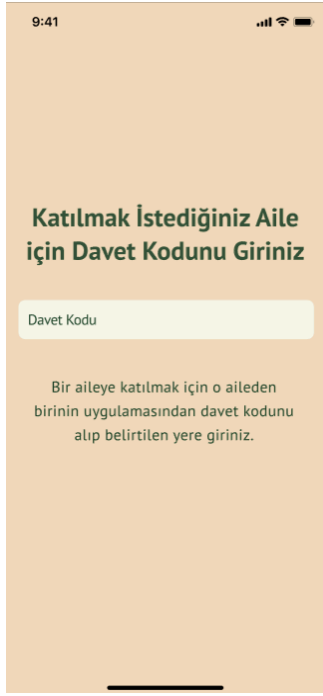 9:41
Katılmak İstediğiniz Aile
için Davet Kodunu Giriniz
Davet Kodu
Bir aileye katılmak için o aileden
birinin uygulamasından davet kodunu
alıp belirtilen yere giriniz.